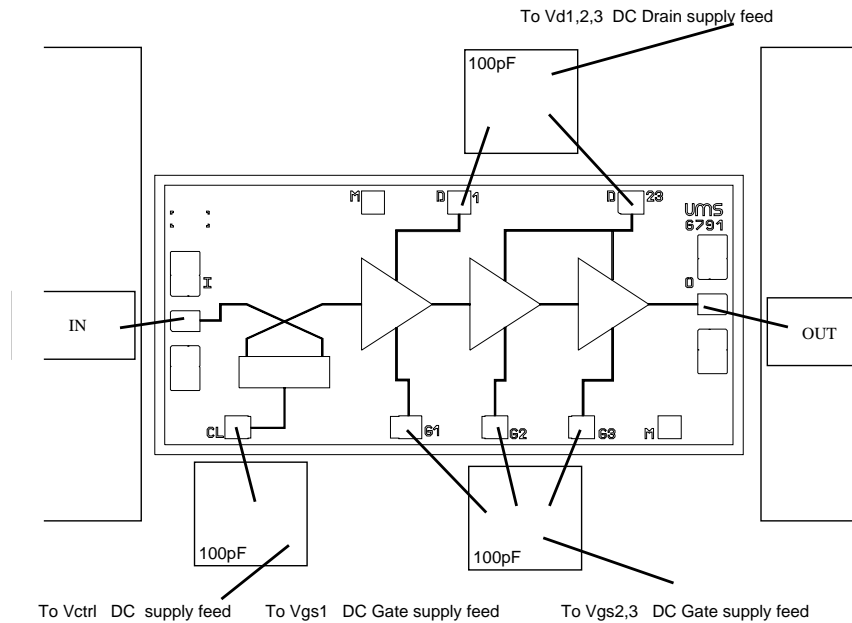 To Vd1,2,3 DC Drain supply feed
100pF
M D 1 D 23
UMS
6791
I O
IN OUT
CL G1 G2 G3 M
100pF 100pF
To Vctrl DC supply feed To Vgs1 DC Gate supply feed To Vgs2,3 DC Gate supply feed